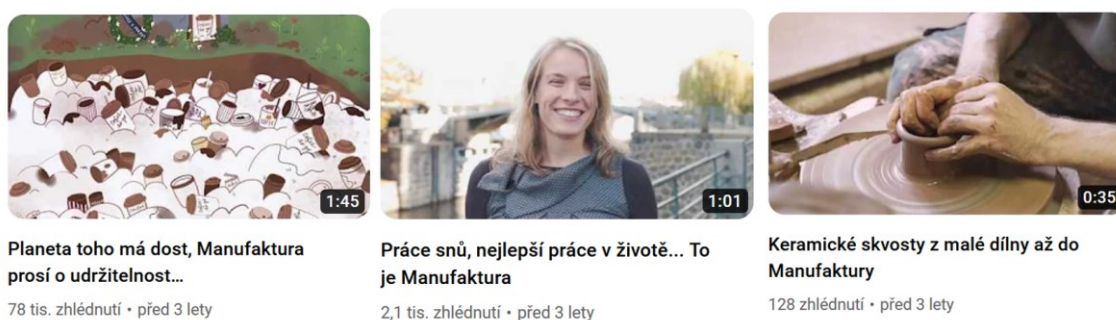 1:45
1:01
0:35
Planeta toho má dost, Manufaktura
prosí o udržitelnost...
78 tis. zhlédnutí • před 3 lety
Práce snů, nejlepší práce v životě... To
je Manufaktura
2,1 tis. zhlédnutí • před 3 lety
Keramické skvosty z malé dílny až do
Manufaktury
128 zhlédnutí • před 3 lety